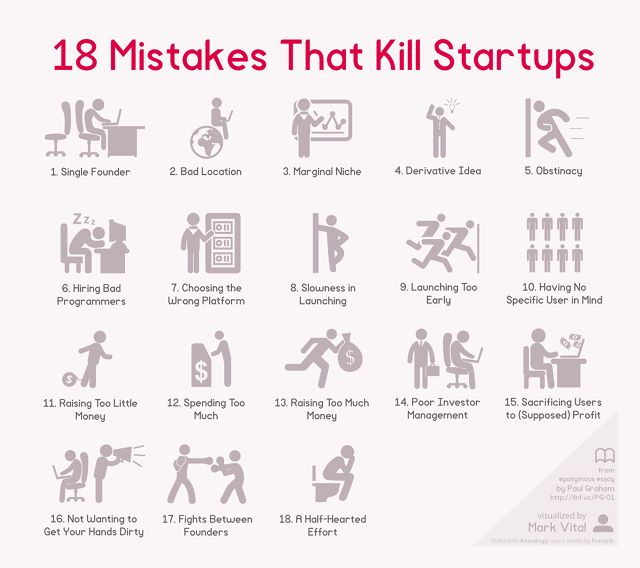 18 Mistakes That Kill Startups
1. Single Founder
2. Bad Location
3. Marginal Niche
4. Derivative Idea
5. Obstinacy
Zzz
6. Hiring Bad
Programmers
7. Choosing the
Wrong Platform
8. Slowness in
Launching
9. Launching Too
Early
10. Having No
Specific User in Mind
$
11. Raising Too Little
Money
$
12. Spending Too
Much
$
13. Raising Too Much
Money
14. Poor Investor
Management
15. Sacrificing Users
to (Supposed) Profit
16. Not Wanting to
Get Your Hands Dirty
17. Fights Between
Founders
18. A Half-Hearted
Effort
from
eponymous essay
by Paul Graham
http://fnf.vc/PG-01
visualized by
Mark Vital
Build with Annalogy, icons made by Freepik